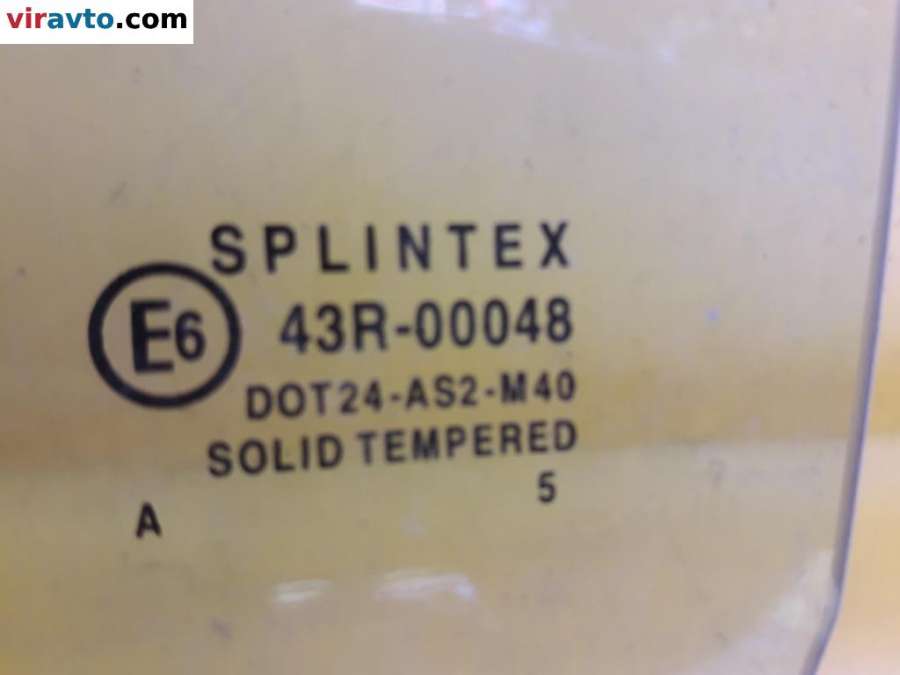 viravto.com
SPLINTEX
E6 43R-00048
DOT24-AS2-M40
SOLID TEMPERED
5
A